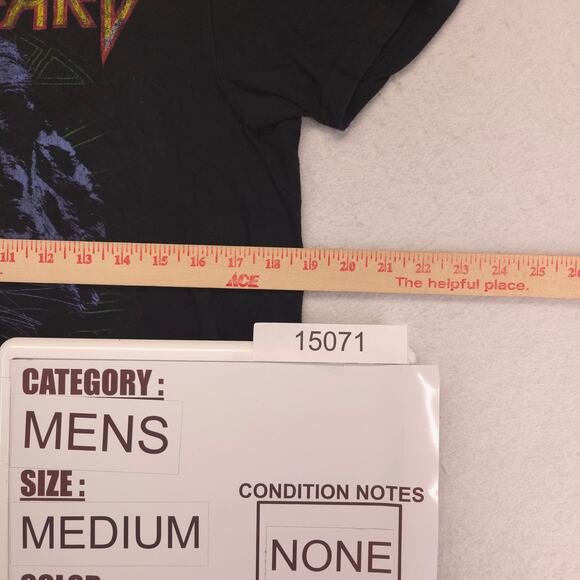 11 12 13 14 15 16 17 18 19 20 21 22 23 24 25
ACE The helpful place.
15071
CATEGORY :
MENS
SIZE :
MEDIUM
CONDITION NOTES
NONE